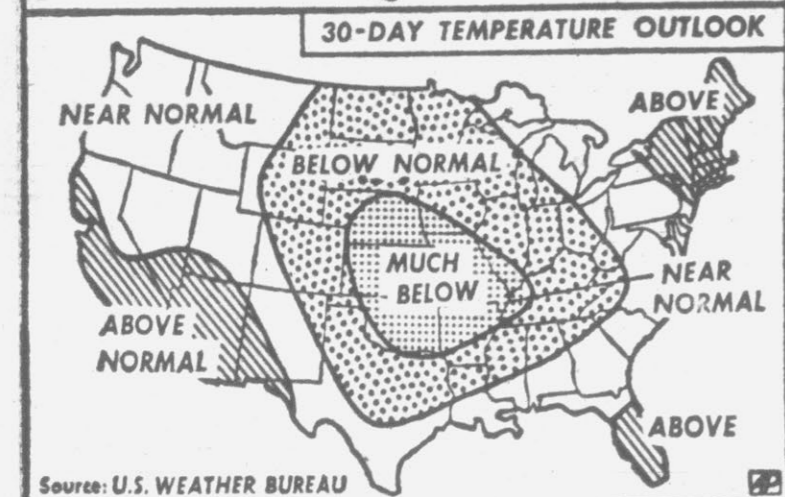 30-DAY TEMPERATURE OUTLOOK
NEAR NORMAL
ABOVE
BELOW NORMAL
MUCH
BELOW
NEAR
NORMAL
ABOVE
NORMAL
ABOVE
Source: U.S. WEATHER BUREAU
AP